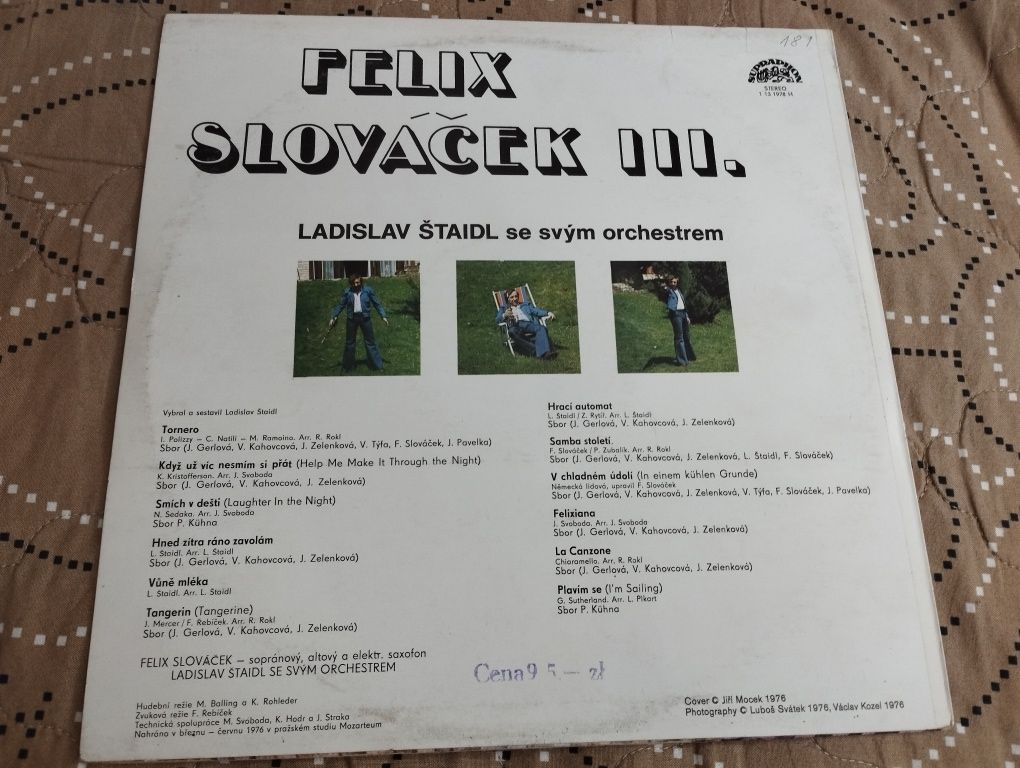 181
SUPRAPHON
STEREO
1 13 1978 H
FELIX
SLOVÁČEK III.
LADISLAV ŠTAIDL se svým orchestrem
Vybral a sestavil Ladislav Štaidl
Tornero
I. Polizzy – C. Natili – M. Ramoino. Arr. R. Rokl
Sbor (J. Gerlová, V. Kahovcová, J. Zelenková, V. Týfa, F. Slováček, J. Pavelka)
Když už víc nesmím si přát (Help Me Make It Through the Night)
K. Kristofferson. Arr. J. Svoboda
Sbor (J. Gerlová, V. Kahovcová, J. Zelenková)
Smích v dešti (Laughter In the Night)
N. Sedaka. Arr. J. Svoboda
Sbor P. Kühna
Hned zítra ráno zavolám
L. Štaidl. Arr. L. Štaidl
Sbor (J. Gerlová, V. Kahovcová, J. Zelenková)
Vůně mléka
L. Štaidl. Arr. L. Štaidl
Tangerin (Tangerine)
J. Mercer/F. Rebíček. Arr. R. Rokl
Sbor (J. Gerlová, V. Kahovcová, J. Zelenková)
Hrací automat
L. Štaidl/Z. Rytíř. Arr. L. Štaidl
Sbor (J. Gerlová, V. Kahovcová, J. Zelenková)
Samba století.
F. Slováček/P. Zubalík. Arr. R. Rokl
Sbor (J. Gerlová, V. Kahovcová, J. Zelenková, L. Štaidl, F. Slováček)
V chladném údolí (In einem kühlen Grunde)
Německá lidová, upravil F. Slováček
Sbor (J. Gerlová, V. Kahovcová, J. Zelenková, V. Týfa, F. Slováček, J. Pavelka)
Felixiana
J. Svoboda. Arr. J. Svoboda
Sbor (J. Gerlová, V. Kahovcová, J. Zelenková)
La Canzone
Chiaramello. Arr. R. Rokl
Sbor (J. Gerlová, V. Kahovcová, J. Zelenková)
Plavím se (I'm Sailing)
G. Sutherland. Arr. L. Pikart
Sbor P. Kühna
FELIX SLOVÁČEK – sopránový, altový a elektr. saxofon
LADISLAV ŠTAIDL SE SVÝM ORCHESTREM
Cena 95 — zł
Hudební režie M. Balling a K. Rohleder
Zvuková režie F. Řebíček
Technická spolupráce M. Svoboda, K. Hodr a J. Straka
Nahráno v březnu – červnu 1976 v pražském studiu Mozarteum
Cover © Jiří Mocek 1976
Photography © Luboš Svátek 1976, Václav Kozel 1976